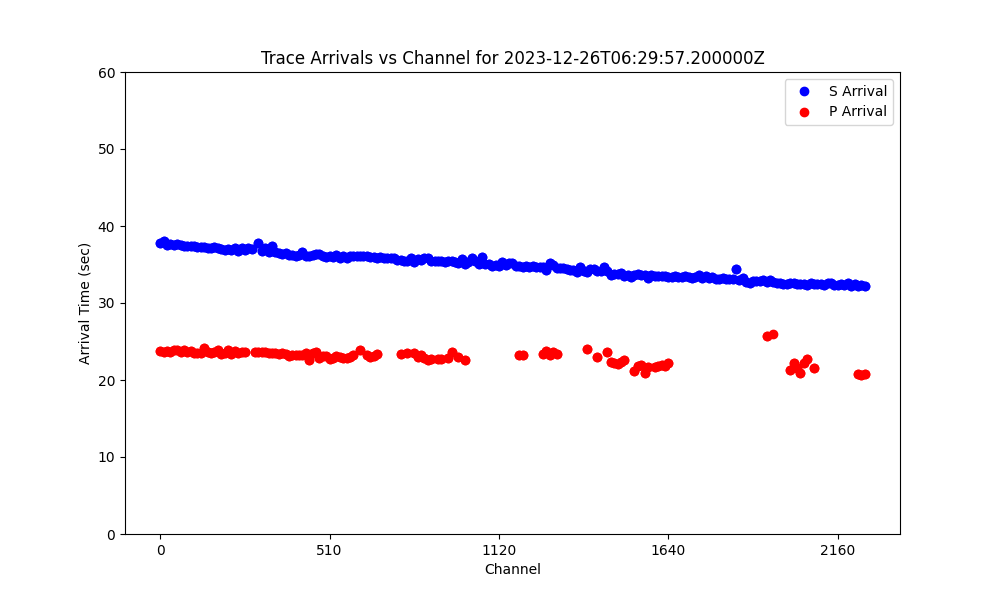 Trace Arrivals vs Channel for 2023-12-26T06:29:57.200000Z
S Arrival
P Arrival
Arrival Time (sec)
60
50
40
30
20
10
0
0 510 1120 1640 2160
Channel